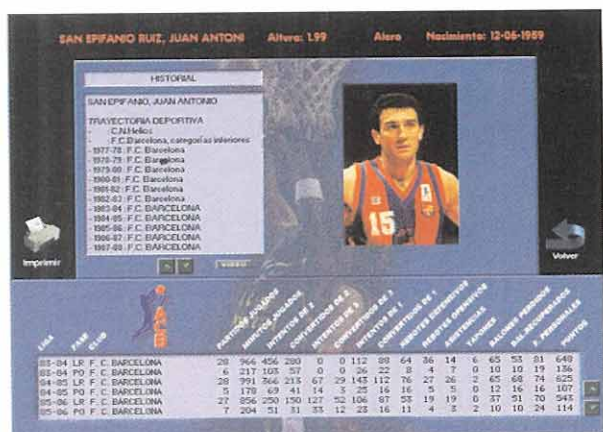 SAN EPIFANIO RUIZ, JUAN ANTONI Altura: 1.99 Alero Nacimiento: 12-06-1959
HISTORIAL
SAN EPIFANIO, JUAN ANTONIO
TRAYECTORIA DEPORTIVA
- : C.N.Helios
- : F.C.Barcelona, categorías inferiores
- 1977-78 : F.C. Barcelona
- 1978-79 : F.C. Barcelona
- 1979-80 : F.C. Barcelona
- 1980-81 : F.C. Barcelona
- 1981-82 : F.C. Barcelona
- 1982-83 : F.C. Barcelona
- 1983-84 : F.C. BARCELONA
- 1984-85 : F.C. BARCELONA
- 1985-86 : F.C. BARCELONA
- 1986-87 : F.C. BARCELONA
- 1987-88 : F.C. BARCELONA
15
Imprimir
VIDEO
Volver
LIGA FASE CLUB ACB PARTIDOS JUGADOS MINUTOS JUGADOS INTENTOS DE 2 CONVERTIDOS DE 2 INTENTOS DE 3 CONVERTIDOS DE 3 INTENTOS DE 1 CONVERTIDOS DE 1 REBOTES DEFENSIVOS REBOTES OFENSIVOS ASISTENCIAS TAPONES BALONES PERDIDOS BAL. RECUPERADOS F. PERSONALES PUNTOS
83-84 LR F. C. BARCELONA 28 966 456 280 0 0 112 88 64 36 14 6 65 53 81 648
83-84 PO F. C. BARCELONA 6 217 103 57 0 0 26 22 8 4 7 0 10 10 19 136
84-85 LR F. C. BARCELONA 28 991 366 213 67 29 143 112 76 27 26 2 65 68 74 625
84-85 PO F. C. BARCELONA 5 178 69 41 14 3 25 16 16 5 5 0 12 16 16 107
85-86 LR F. C. BARCELONA 27 856 250 150 127 52 106 87 53 19 19 0 37 51 70 543
85-86 PO F. C. BARCELONA 7 204 51 31 33 12 23 16 11 4 3 2 10 10 24 114